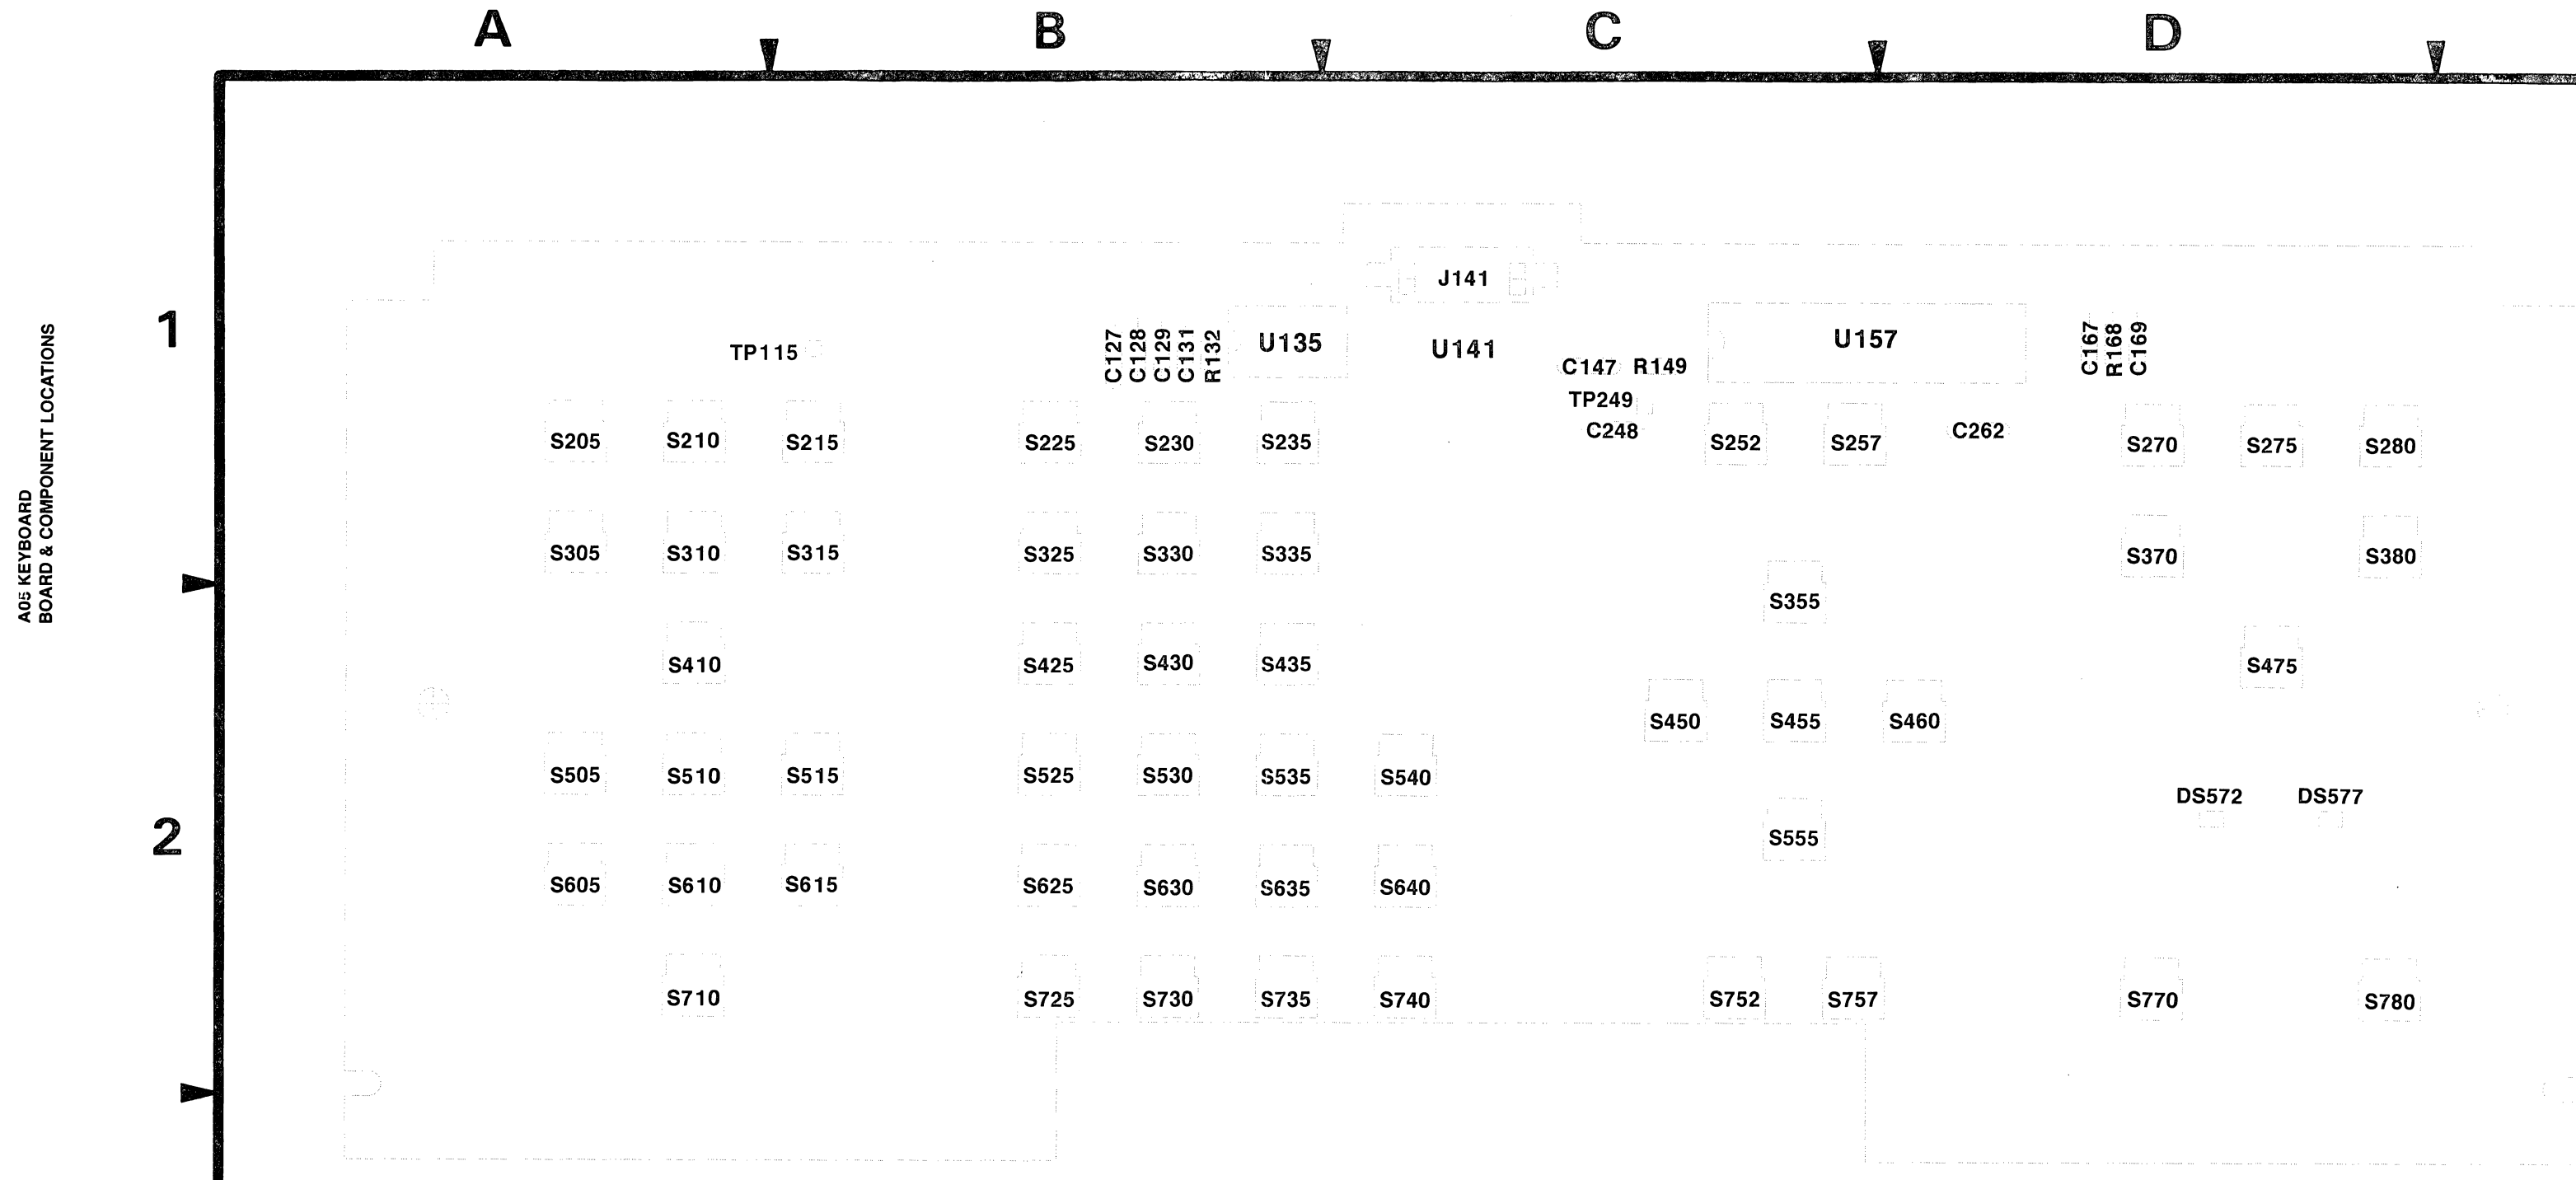 A B C D
A05 KEYBOARD
BOARD & COMPONENT LOCATIONS
1
J141
TP115 C127 C128 C129 C131 R132 U135 U141 C147 R149 U157 C167 R168 C169
TP249
C248 C262
S205 S210 S215 S225 S230 S235 S252 S257 S270 S275 S280
S305 S310 S315 S325 S330 S335 S370 S380
S355
S410 S425 S430 S435 S475
S450 S455 S460
S505 S510 S515 S525 S530 S535 S540
DS572 DS577
2
S555
S605 S610 S615 S625 S630 S635 S640
S710 S725 S730 S735 S740 S752 S757 S770 S780